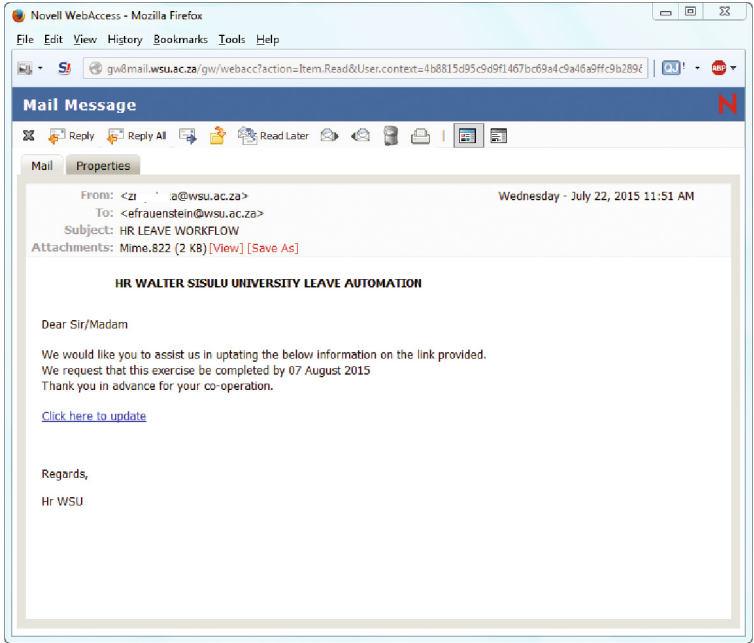 Novell WebAccess - Mozilla Firefox
File Edit View History Bookmarks Tools Help
gw8mail.wsu.ac.za/gw/webacc?action=Item.Read&User.context=4b8815d95c9d9f1467bc69a4c9a46a9ffc9b289
Mail Message N
Reply Reply All Read Later
Mail Properties
From: <zr a@wsu.ac.za> Wednesday - July 22, 2015 11:51 AM
To: <efrauenstein@wsu.ac.za>
Subject: HR LEAVE WORKFLOW
Attachments: Mime.822 (2 KB) [View] [Save As]
HR WALTER SISULU UNIVERSITY LEAVE AUTOMATION
Dear Sir/Madam
We would like you to assist us in uptating the below information on the link provided.
We request that this exercise be completed by 07 August 2015
Thank you in advance for your co-operation.
Click here to update
Regards,
Hr WSU